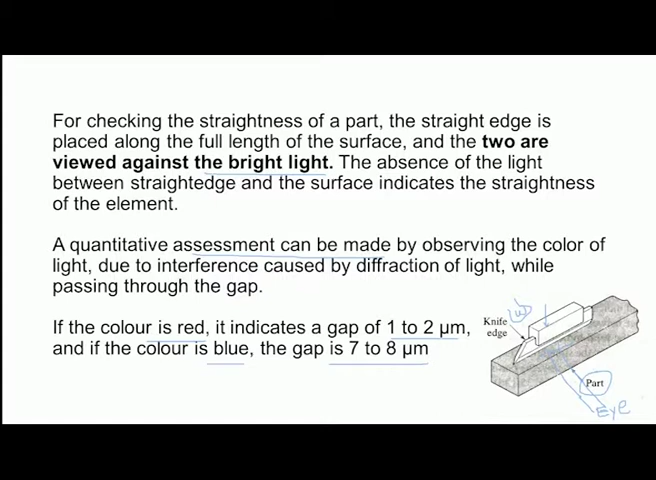 For checking the straightness of a part, the straight edge is
placed along the full length of the surface, and the two are
viewed against the bright light. The absence of the light
between straightedge and the surface indicates the straightness
of the element.
A quantitative assessment can be made by observing the color of
light, due to interference caused by diffraction of light, while
passing through the gap.
If the colour is red, it indicates a gap of 1 to 2 μm,
and if the colour is blue, the gap is 7 to 8 μm
Knife
edge
Part
Eye